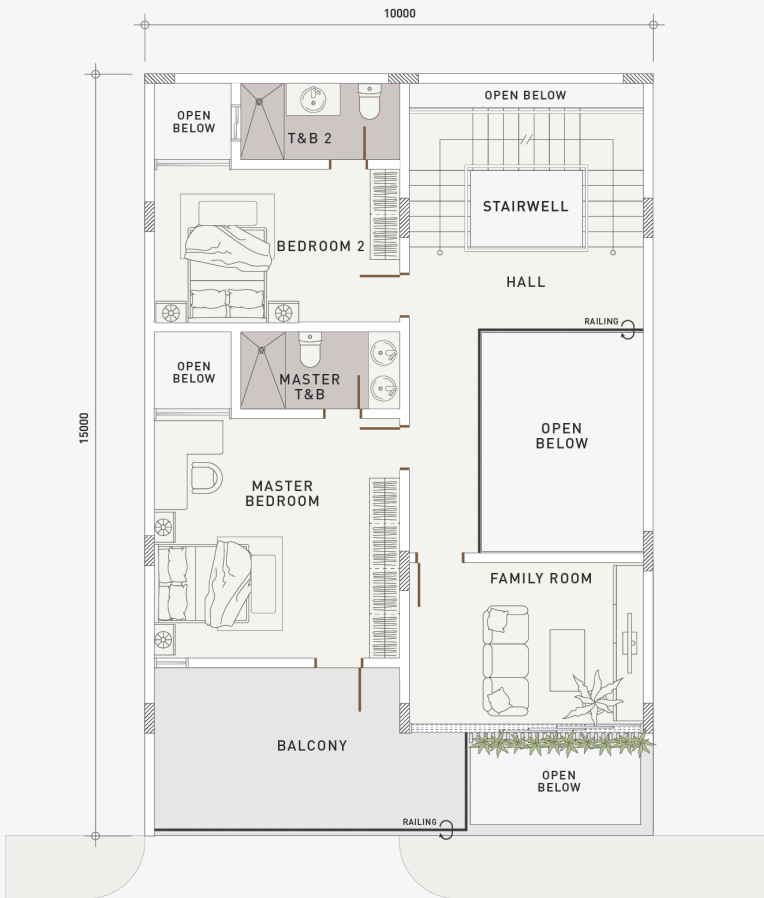 10000
OPEN BELOW
OPEN
BELOW
T&B 2
STAIRWELL
BEDROOM 2
HALL
RAILING
OPEN
BELOW
MASTER
T&B
15000
OPEN
BELOW
MASTER
BEDROOM
FAMILY ROOM
BALCONY
OPEN
BELOW
RAILING